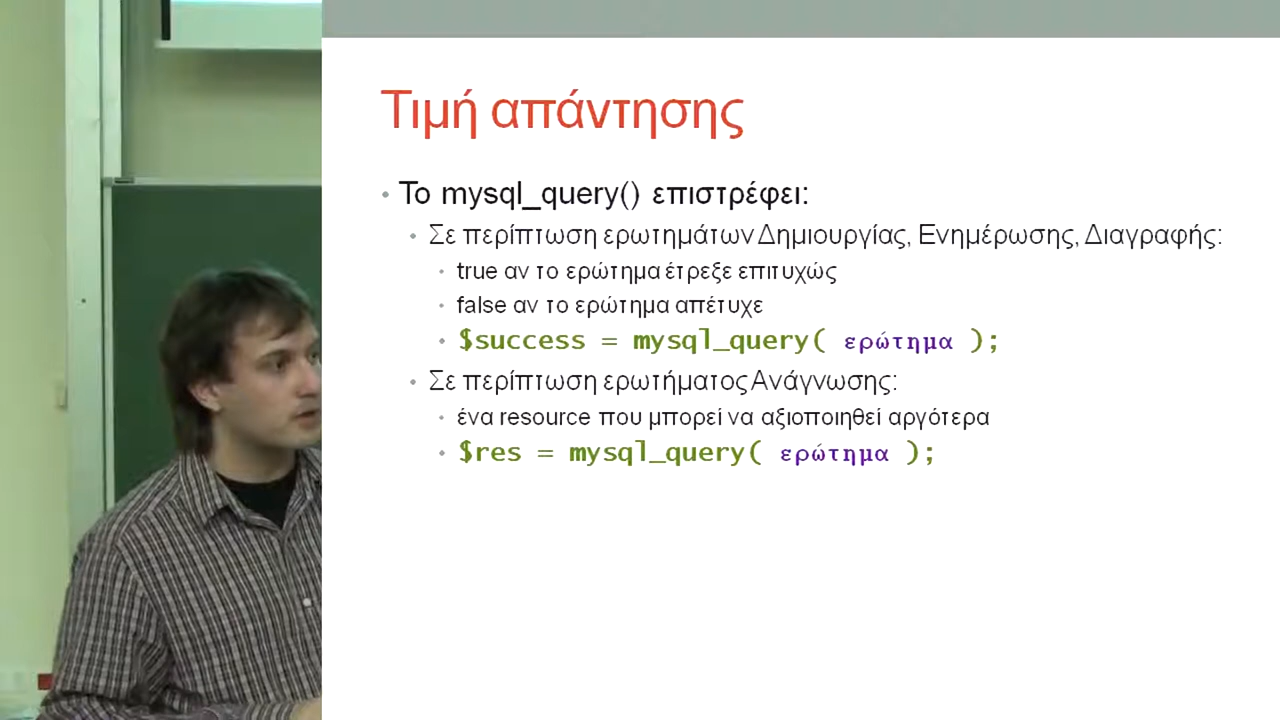 Τιμή απάντησης
• Το mysql_query() επιστρέφει:
• Σε περίπτωση ερωτημάτων Δημιουργίας, Ενημέρωσης, Διαγραφής:
• true αν το ερώτημα έτρεξε επιτυχώς
• false αν το ερώτημα απέτυχε
• $success = mysql_query( ερώτημα );
• Σε περίπτωση ερωτήματος Ανάγνωσης:
• ένα resource που μπορεί να αξιοποιηθεί αργότερα
• $res = mysql_query( ερώτημα );